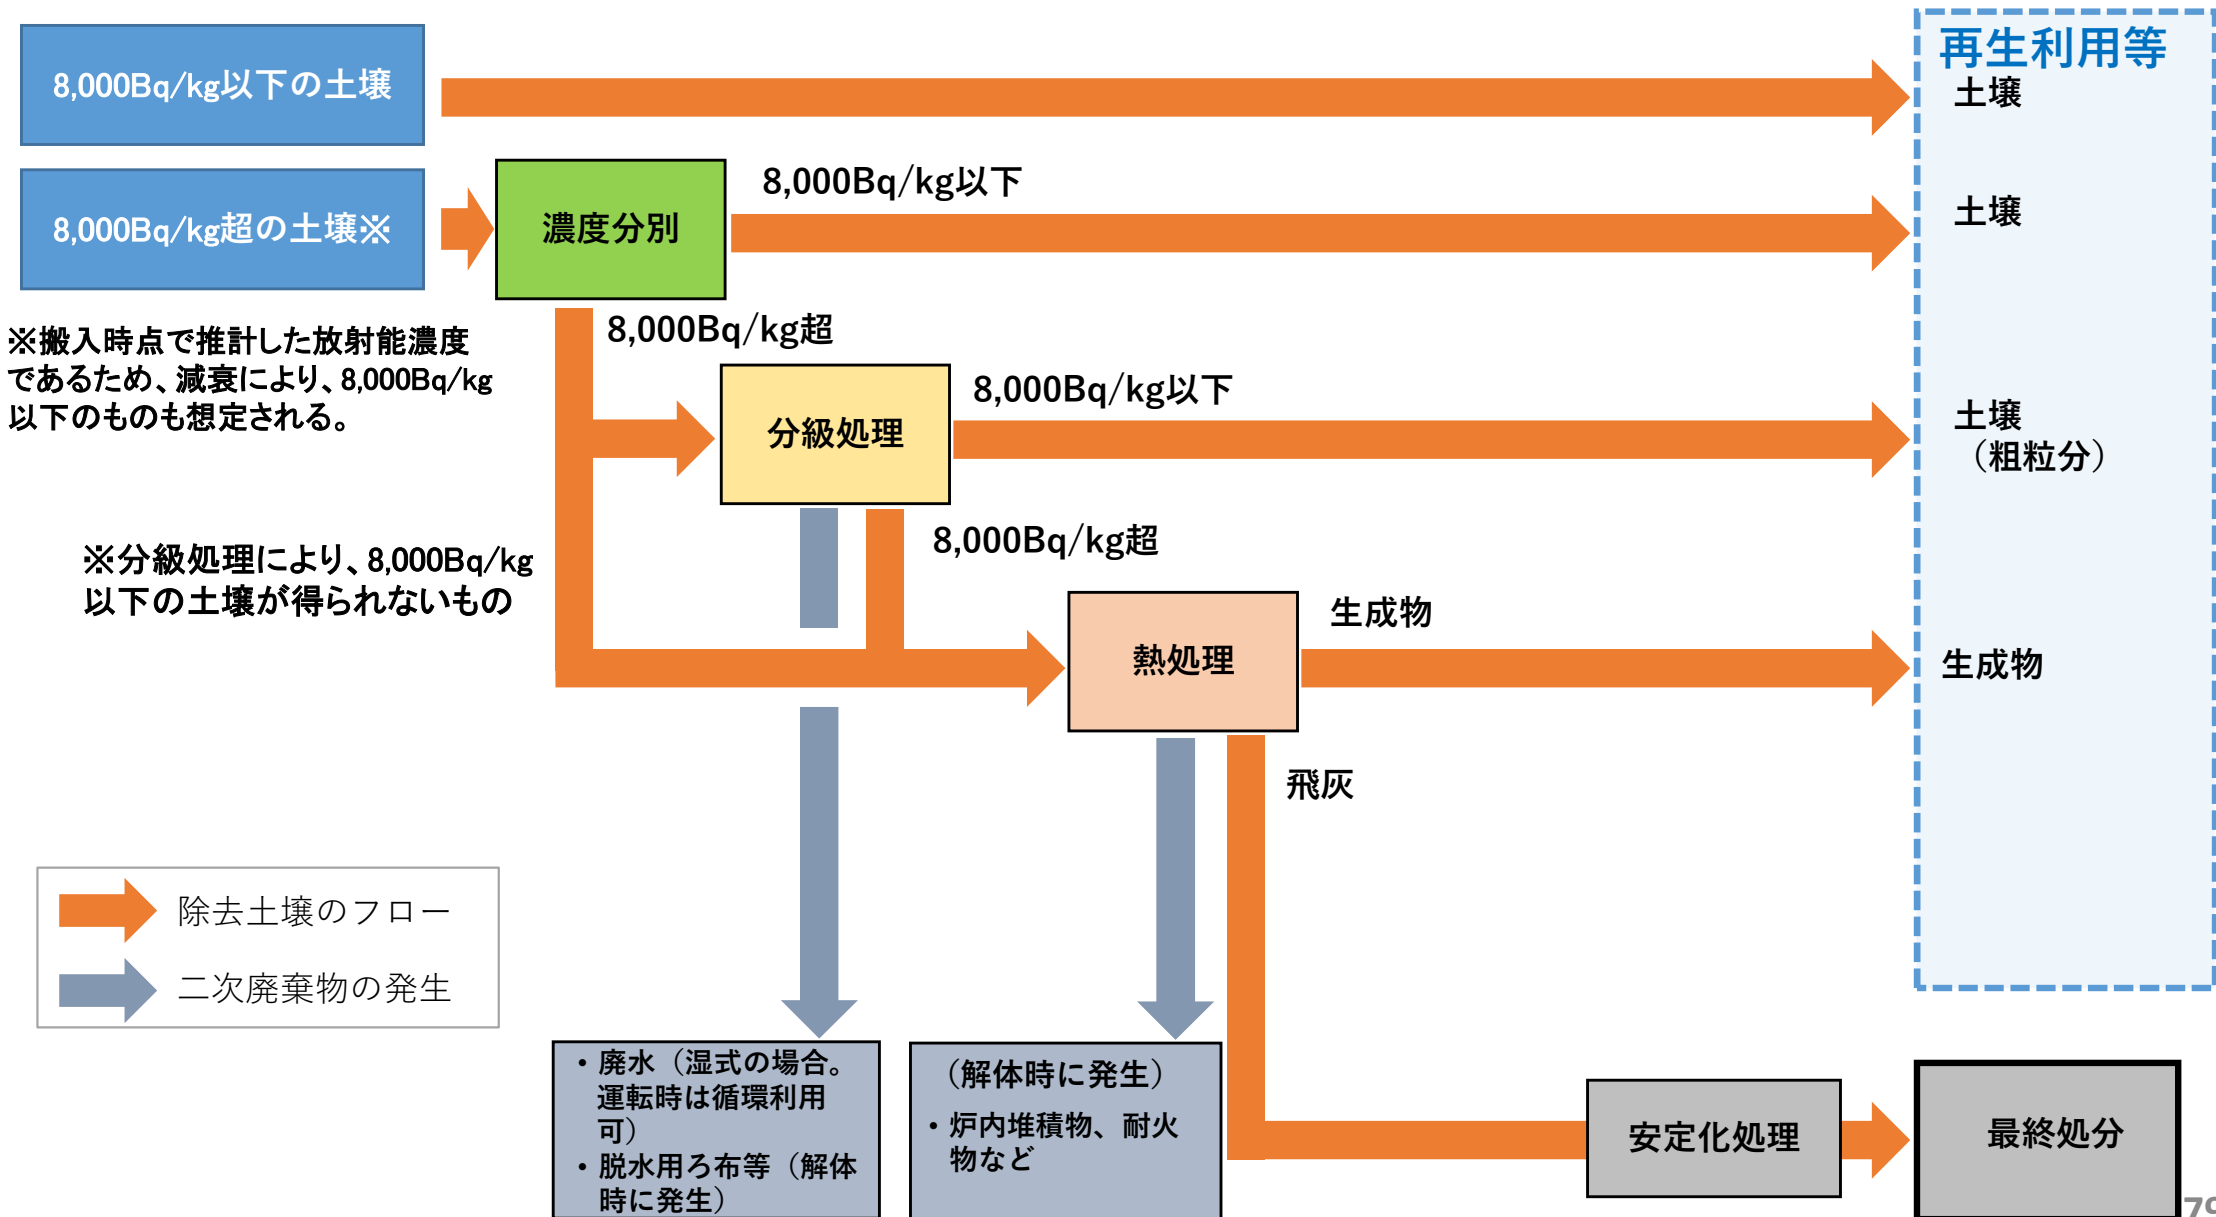 再生利用等
8,000Bq/kg以下の土壌
土壌
8,000Bq/kg超の土壌※
濃度分別
8,000Bq/kg以下
土壌
8,000Bq/kg超
※搬入時点で推計した放射能濃度
であるため、減衰により、8,000Bq/kg
以下のものも想定される。
分級処理
8,000Bq/kg以下
土壌
（粗粒分）
8,000Bq/kg超
※分級処理により、8,000Bq/kg
以下の土壌が得られないもの
熱処理
生成物
生成物
飛灰
除去土壌のフロー
二次廃棄物の発生
・廃水（湿式の場合。
運転時は循環利用
可）
・脱水用ろ布等（解体
時に発生）
（解体時に発生）
・炉内堆積物、耐火
物など
安定化処理
最終処分